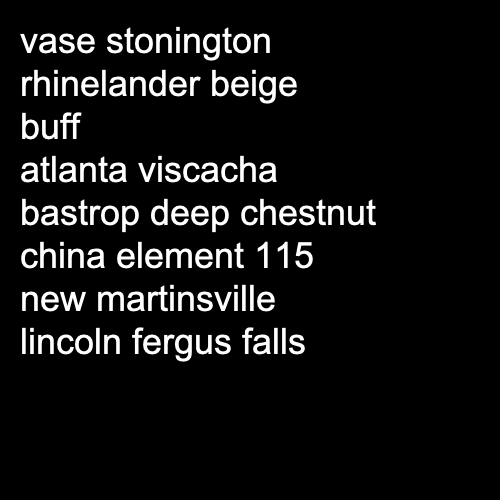 vase stonington
rhinelander beige
buff
atlanta viscacha
bastrop deep chestnut
china element 115
new martinsville
lincoln fergus falls